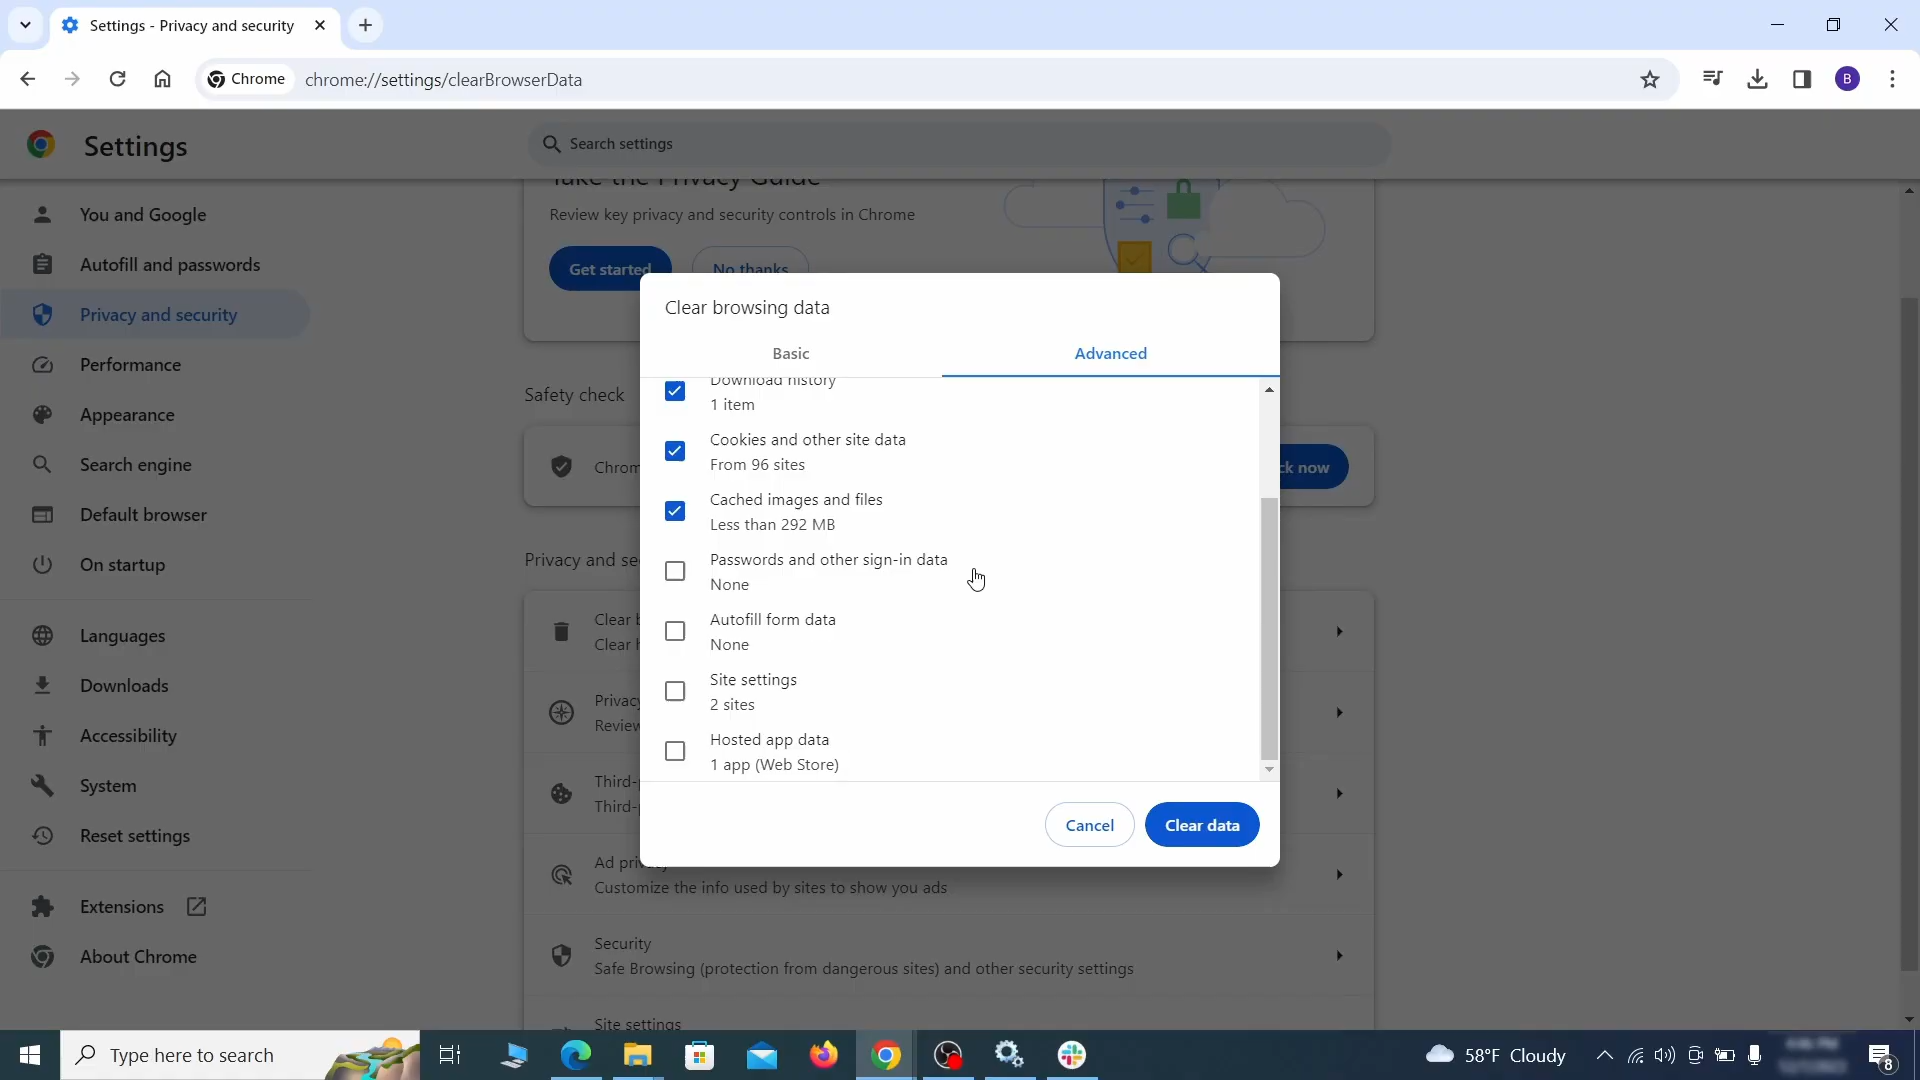 Settings - Privacy and security
Chrome
chrome://settings/clearBrowserData
B
Settings
Search settings
Take the Privacy Guide
Review key privacy and security controls in Chrome
Get started
No thanks
You and Google
Autofill and passwords
Privacy and security
Performance
Appearance
Search engine
Default browser
On startup
Languages
Downloads
Accessibility
System
Reset settings
Extensions
About Chrome
Safety check
Chrom
ck now
Privacy and se
Clear b
Clear h
Privacy
Review
Third-p
Third-p
Ad privacy
Customize the info used by sites to show you ads
Security
Safe Browsing (protection from dangerous sites) and other security settings
Site settings
Clear browsing data
Basic
Advanced
Download history
1 item
Cookies and other site data
From 96 sites
Cached images and files
Less than 292 MB
Passwords and other sign-in data
None
Autofill form data
None
Site settings
2 sites
Hosted app data
1 app (Web Store)
Cancel
Clear data
Type here to search
58°F Cloudy
8